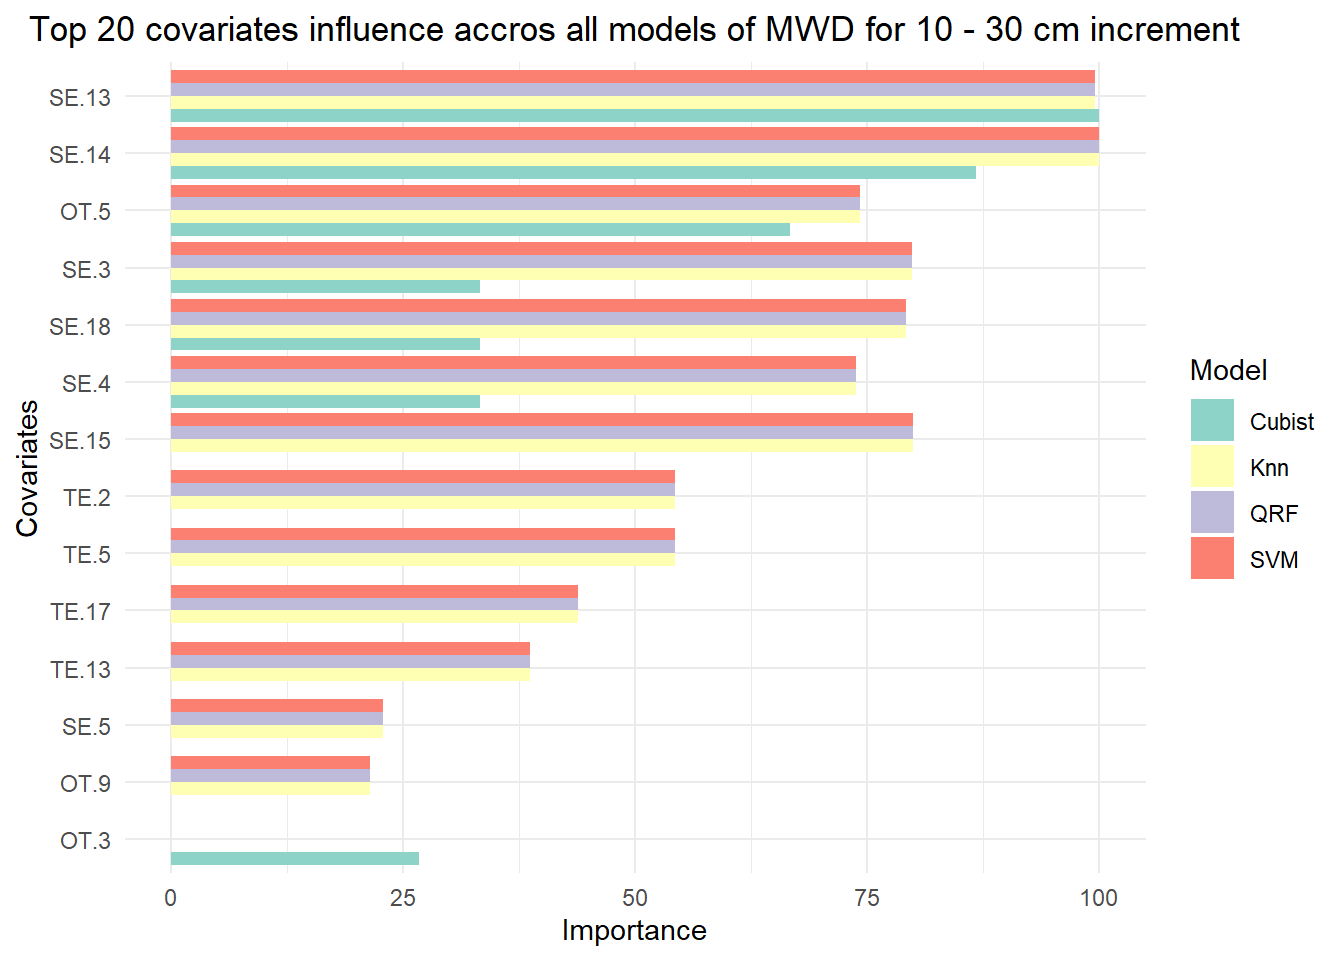 Top 20 covariates influence accros all models of MWD for 10 - 30 cm increment
Covariates
SE.13
SE.14
OT.5
SE.3
SE.18
SE.4
SE.15
TE.2
TE.5
TE.17
TE.13
SE.5
OT.9
OT.3
0 25 50 75 100
Importance
Model
Cubist
Knn
QRF
SVM